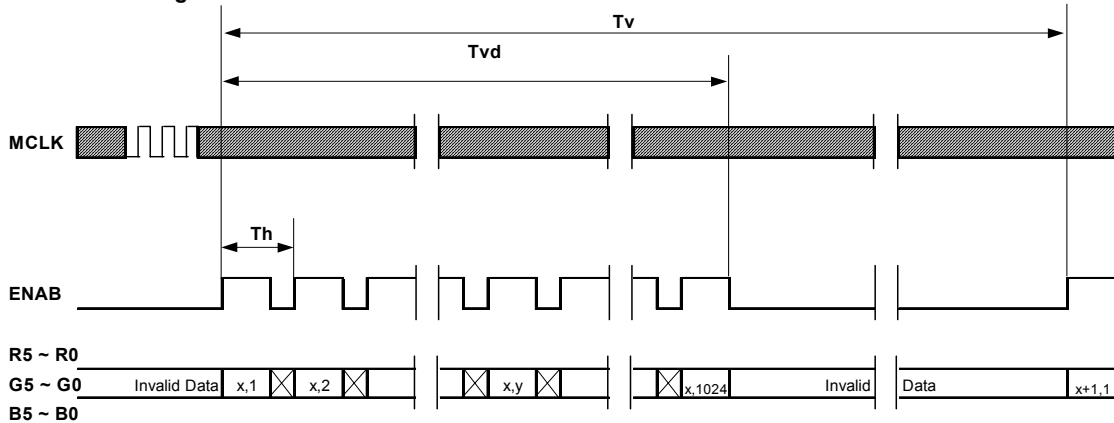 g
Tv
Tvd
MCLK
Th
ENAB
R5 ~ R0
G5 ~ G0 Invalid Data x,1 x,2 x,y x,1024 Invalid Data x+1,1
B5 ~ B0